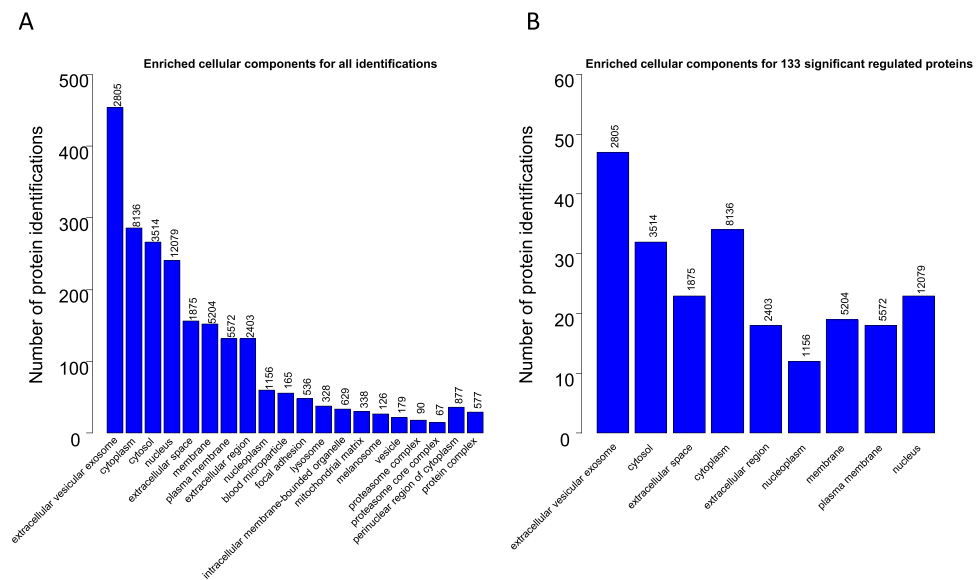 A
Enriched cellular components for all identifications
Number of protein identifications
500
400
300
200
100
0
2805
8136
3514
12079
1875
5204
5572
2403
1156
165
536
328
629
338
126
179
90
67
877
577
extracellular vesicular exosome
cytoplasm
cytosol
nucleus
extracellular space
membrane
plasma membrane
extracellular region
nucleoplasm
blood microparticle
focal adhesion
lysosome
intracellular membrane-bounded organelle
mitochondrial matrix
melanosome
vesicle
proteasome complex
proteasome core complex
perinuclear region of cytoplasm
protein complex
B
Enriched cellular components for 133 significant regulated proteins
Number of protein identifications
60
50
40
30
20
10
0
2805
3514
1875
8136
2403
1156
5204
5572
12079
extracellular vesicular exosome
cytosol
extracellular space
cytoplasm
extracellular region
nucleoplasm
membrane
plasma membrane
nucleus